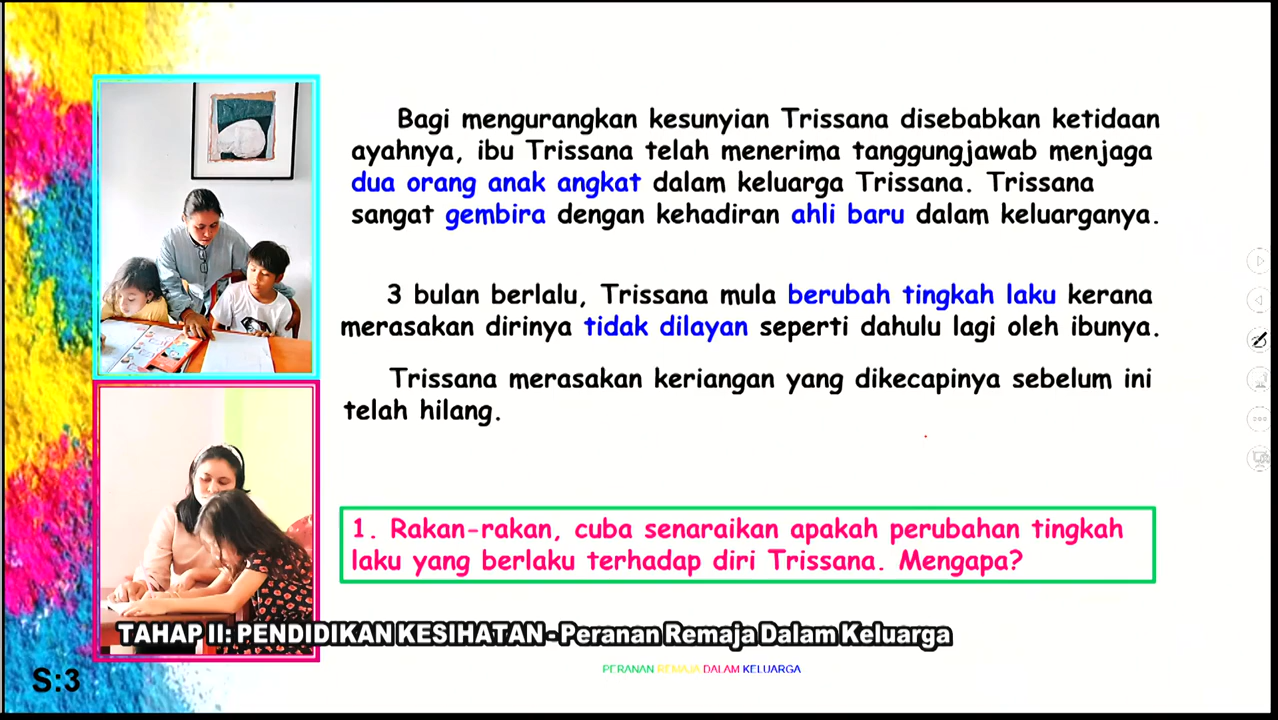 Bagi mengurangkan kesunyian Trissana disebabkan ketidaan
ayahnya, ibu Trissana telah menerima tanggungjawab menjaga
dua orang anak angkat dalam keluarga Trissana. Trissana
sangat gembira dengan kehadiran ahli baru dalam keluarganya.
3 bulan berlalu, Trissana mula berubah tingkah laku kerana
merasakan dirinya tidak dilayan seperti dahulu lagi oleh ibunya.
Trissana merasakan keriangan yang dikecapinya sebelum ini
telah hilang.
1. Rakan-rakan, cuba senaraikan apakah perubahan tingkah
laku yang berlaku terhadap diri Trissana. Mengapa?
TAHAP II: PENDIDIKAN KESIHATAN - Peranan Remaja Dalam Keluarga
PERANAN REMAJA DALAM KELUARGA
S:3